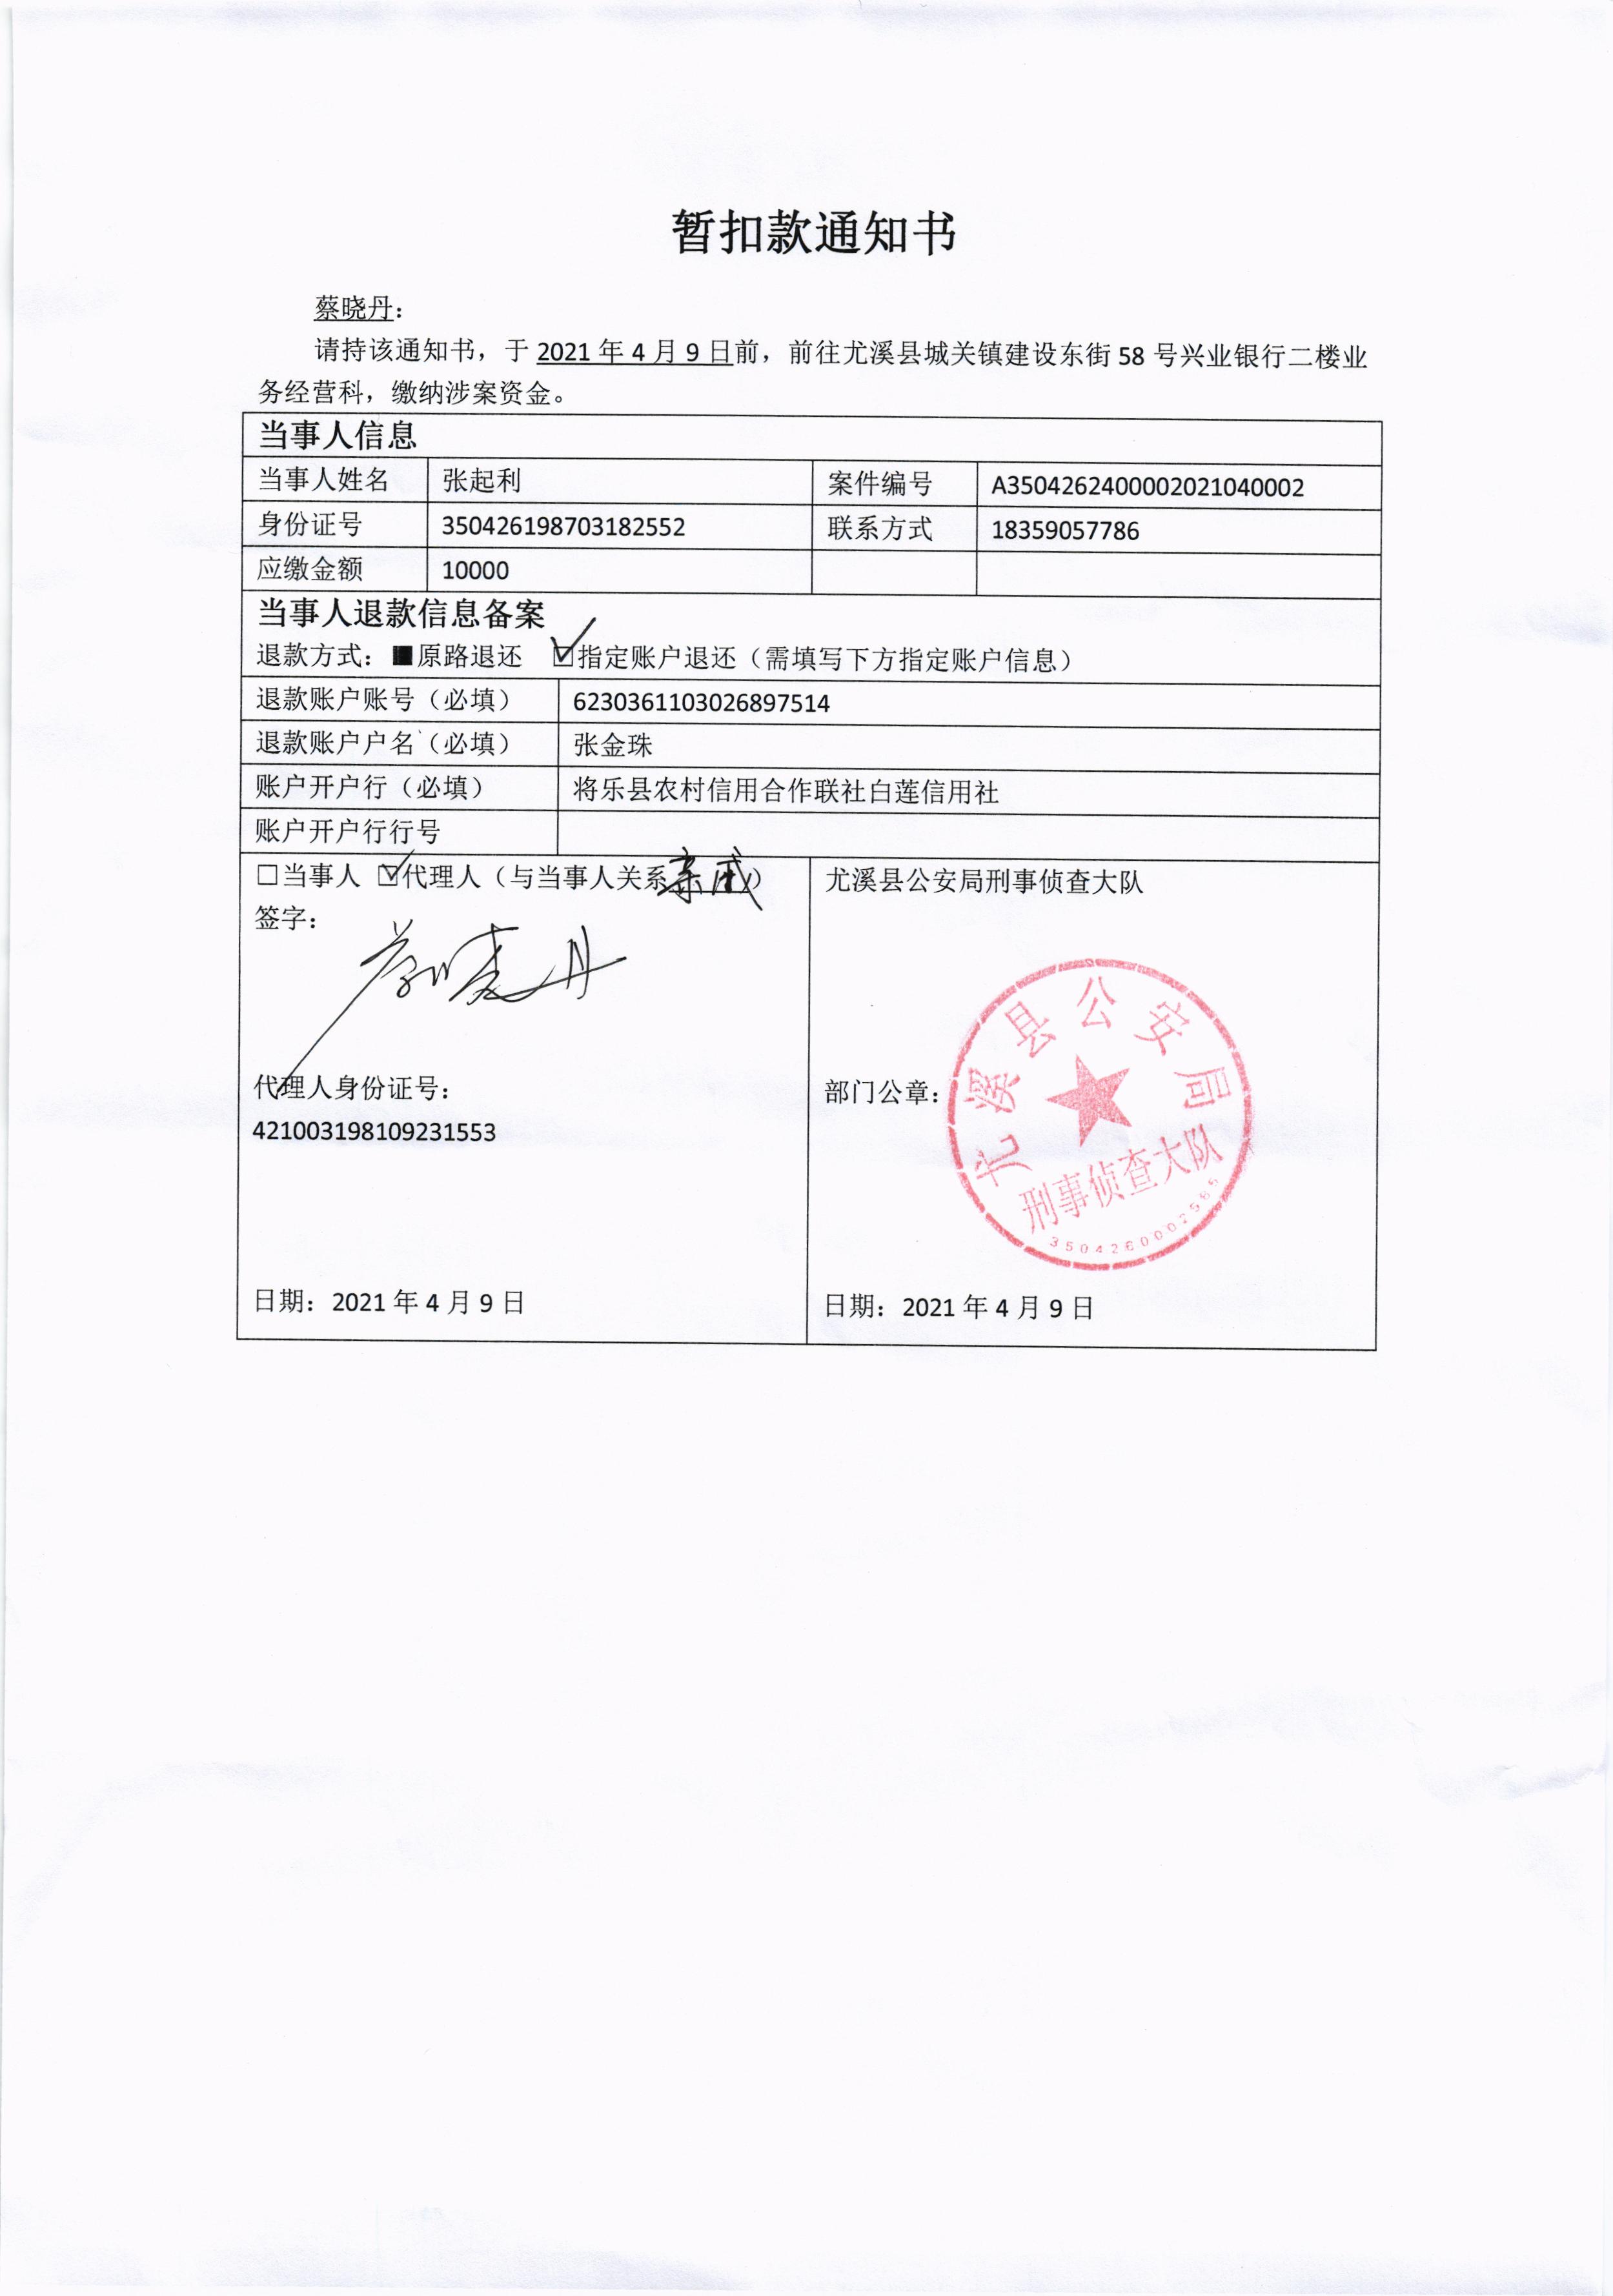 暂扣款通知书
蔡晓丹：
请持该通知书，于 2021 年 4 月 9 日前，前往尤溪县城关镇建设东街 58 号兴业银行二楼业
务经营科，缴纳涉案资金。
当事人信息
当事人姓名 张起利 案件编号 A3504262400002021040002
身份证号 350426198703182552 联系方式 18359057786
应缴金额 10000
当事人退款信息备案
退款方式：■原路退还 ☑指定账户退还（需填写下方指定账户信息）
退款账户账号（必填） 6230361103026897514
退款账户户名（必填） 张金珠
账户开户行（必填） 将乐县农村信用合作联社白莲信用社
账户开户行行号
□当事人 ☑代理人（与当事人关系亲戚）
签字：
蔡晓丹
代理人身份证号：
421003198109231553
日期：2021 年 4 月 9 日
尤溪县公安局刑事侦查大队
部门公章：
尤溪县公安局
刑事侦查大队
3504260007585
日期：2021 年 4 月 9 日